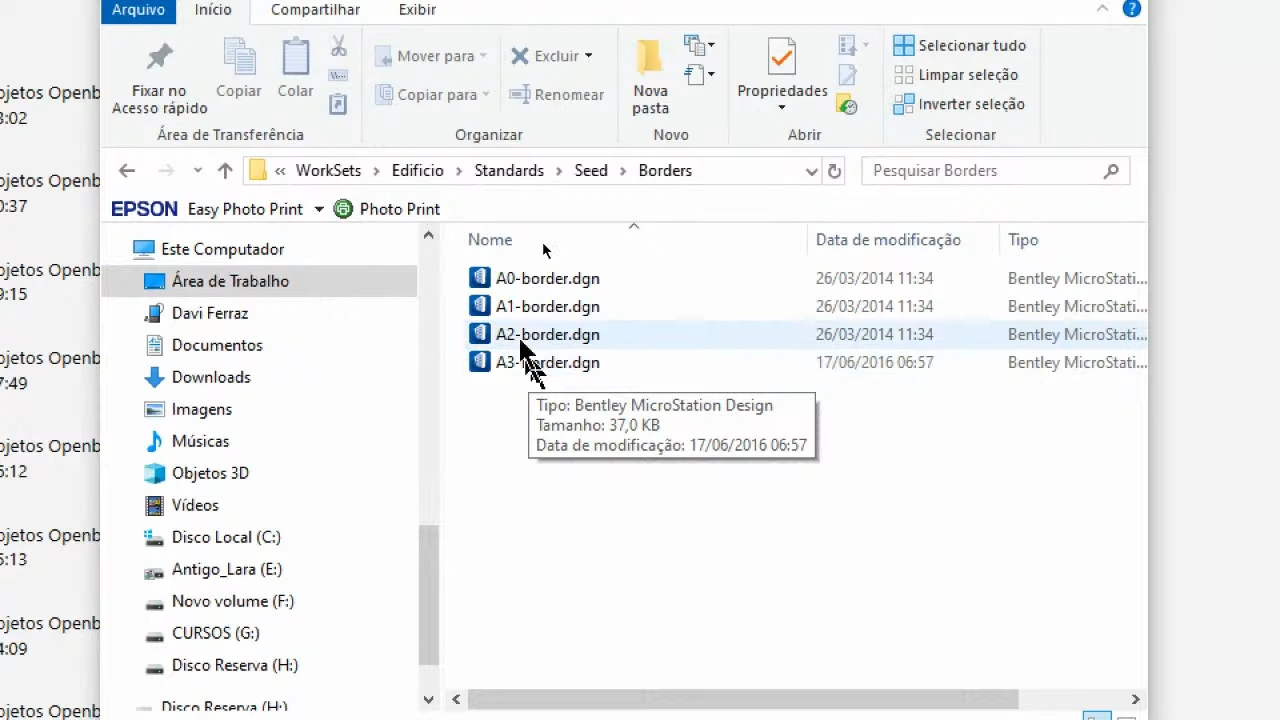 Arquivo Início Compartilhar Exibir
Fixar no
Acesso rápido
Copiar
Colar
Área de Transferência
Mover para
Copiar para
Excluir
Renomear
Organizar
Nova
pasta
Novo
Propriedades
Abrir
Selecionar tudo
Limpar seleção
Inverter seleção
Selecionar
« WorkSets > Edificio > Standards > Seed > Borders
Pesquisar Borders
EPSON Easy Photo Print Photo Print
Este Computador
Área de Trabalho
Davi Ferraz
Documentos
Downloads
Imagens
Músicas
Objetos 3D
Vídeos
Disco Local (C:)
Antigo_Lara (E:)
Novo volume (F:)
CURSOS (G:)
Disco Reserva (H:)
Disco Reserva (H:)
Nome Data de modificação Tipo
A0-border.dgn 26/03/2014 11:34 Bentley MicroStati...
A1-border.dgn 26/03/2014 11:34 Bentley MicroStati...
A2-border.dgn 26/03/2014 11:34 Bentley MicroStati...
A3-border.dgn 17/06/2016 06:57 Bentley MicroStati...
Tipo: Bentley MicroStation Design
Tamanho: 37,0 KB
Data de modificação: 17/06/2016 06:57
ojetos Openb
3:02
ojetos Openb
0:37
ojetos Openb
9:15
ojetos Openb
7:49
ojetos Openb
5:12
ojetos Openb
5:13
ojetos Openb
4:09
ojetos Openb